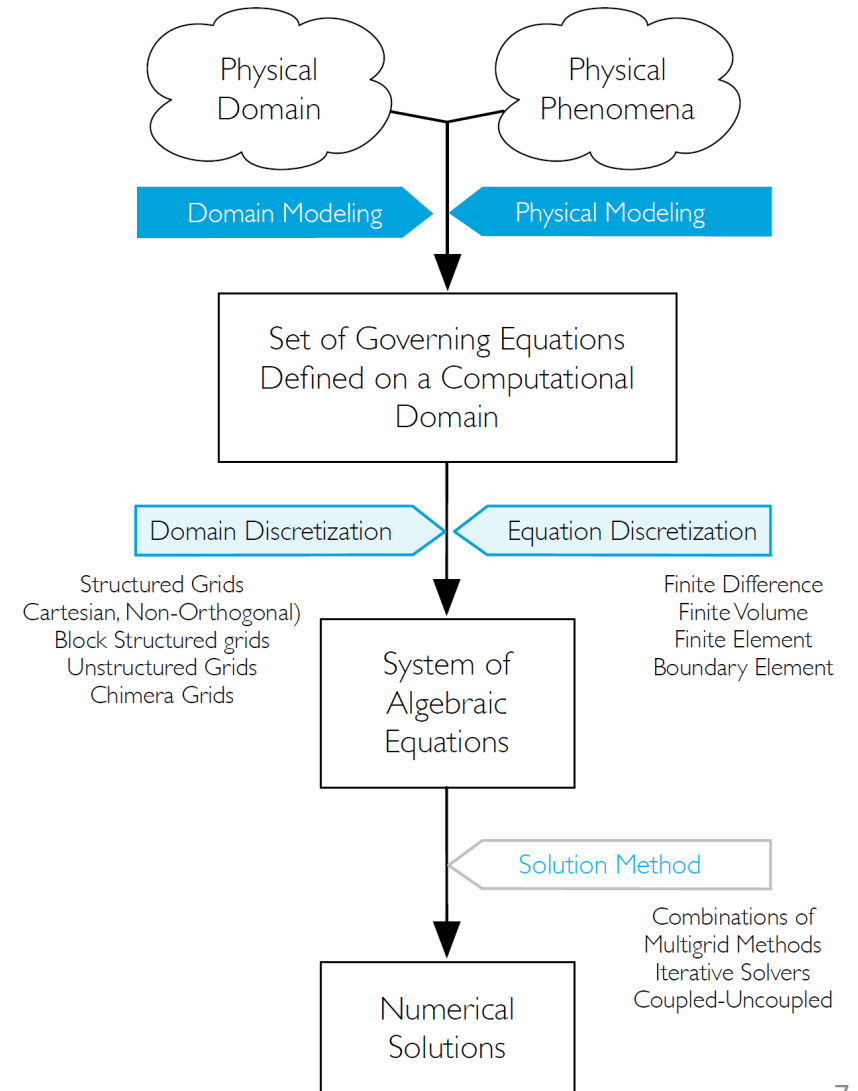 Physical
Domain
Physical
Phenomena
Domain Modeling
Physical Modeling
Set of Governing Equations
Defined on a Computational
Domain
Domain Discretization
Equation Discretization
Structured Grids
Cartesian, Non-Orthogonal)
Block Structured grids
Unstructured Grids
Chimera Grids
Finite Difference
Finite Volume
Finite Element
Boundary Element
System of
Algebraic
Equations
Solution Method
Combinations of
Multigrid Methods
Iterative Solvers
Coupled-Uncoupled
Numerical
Solutions